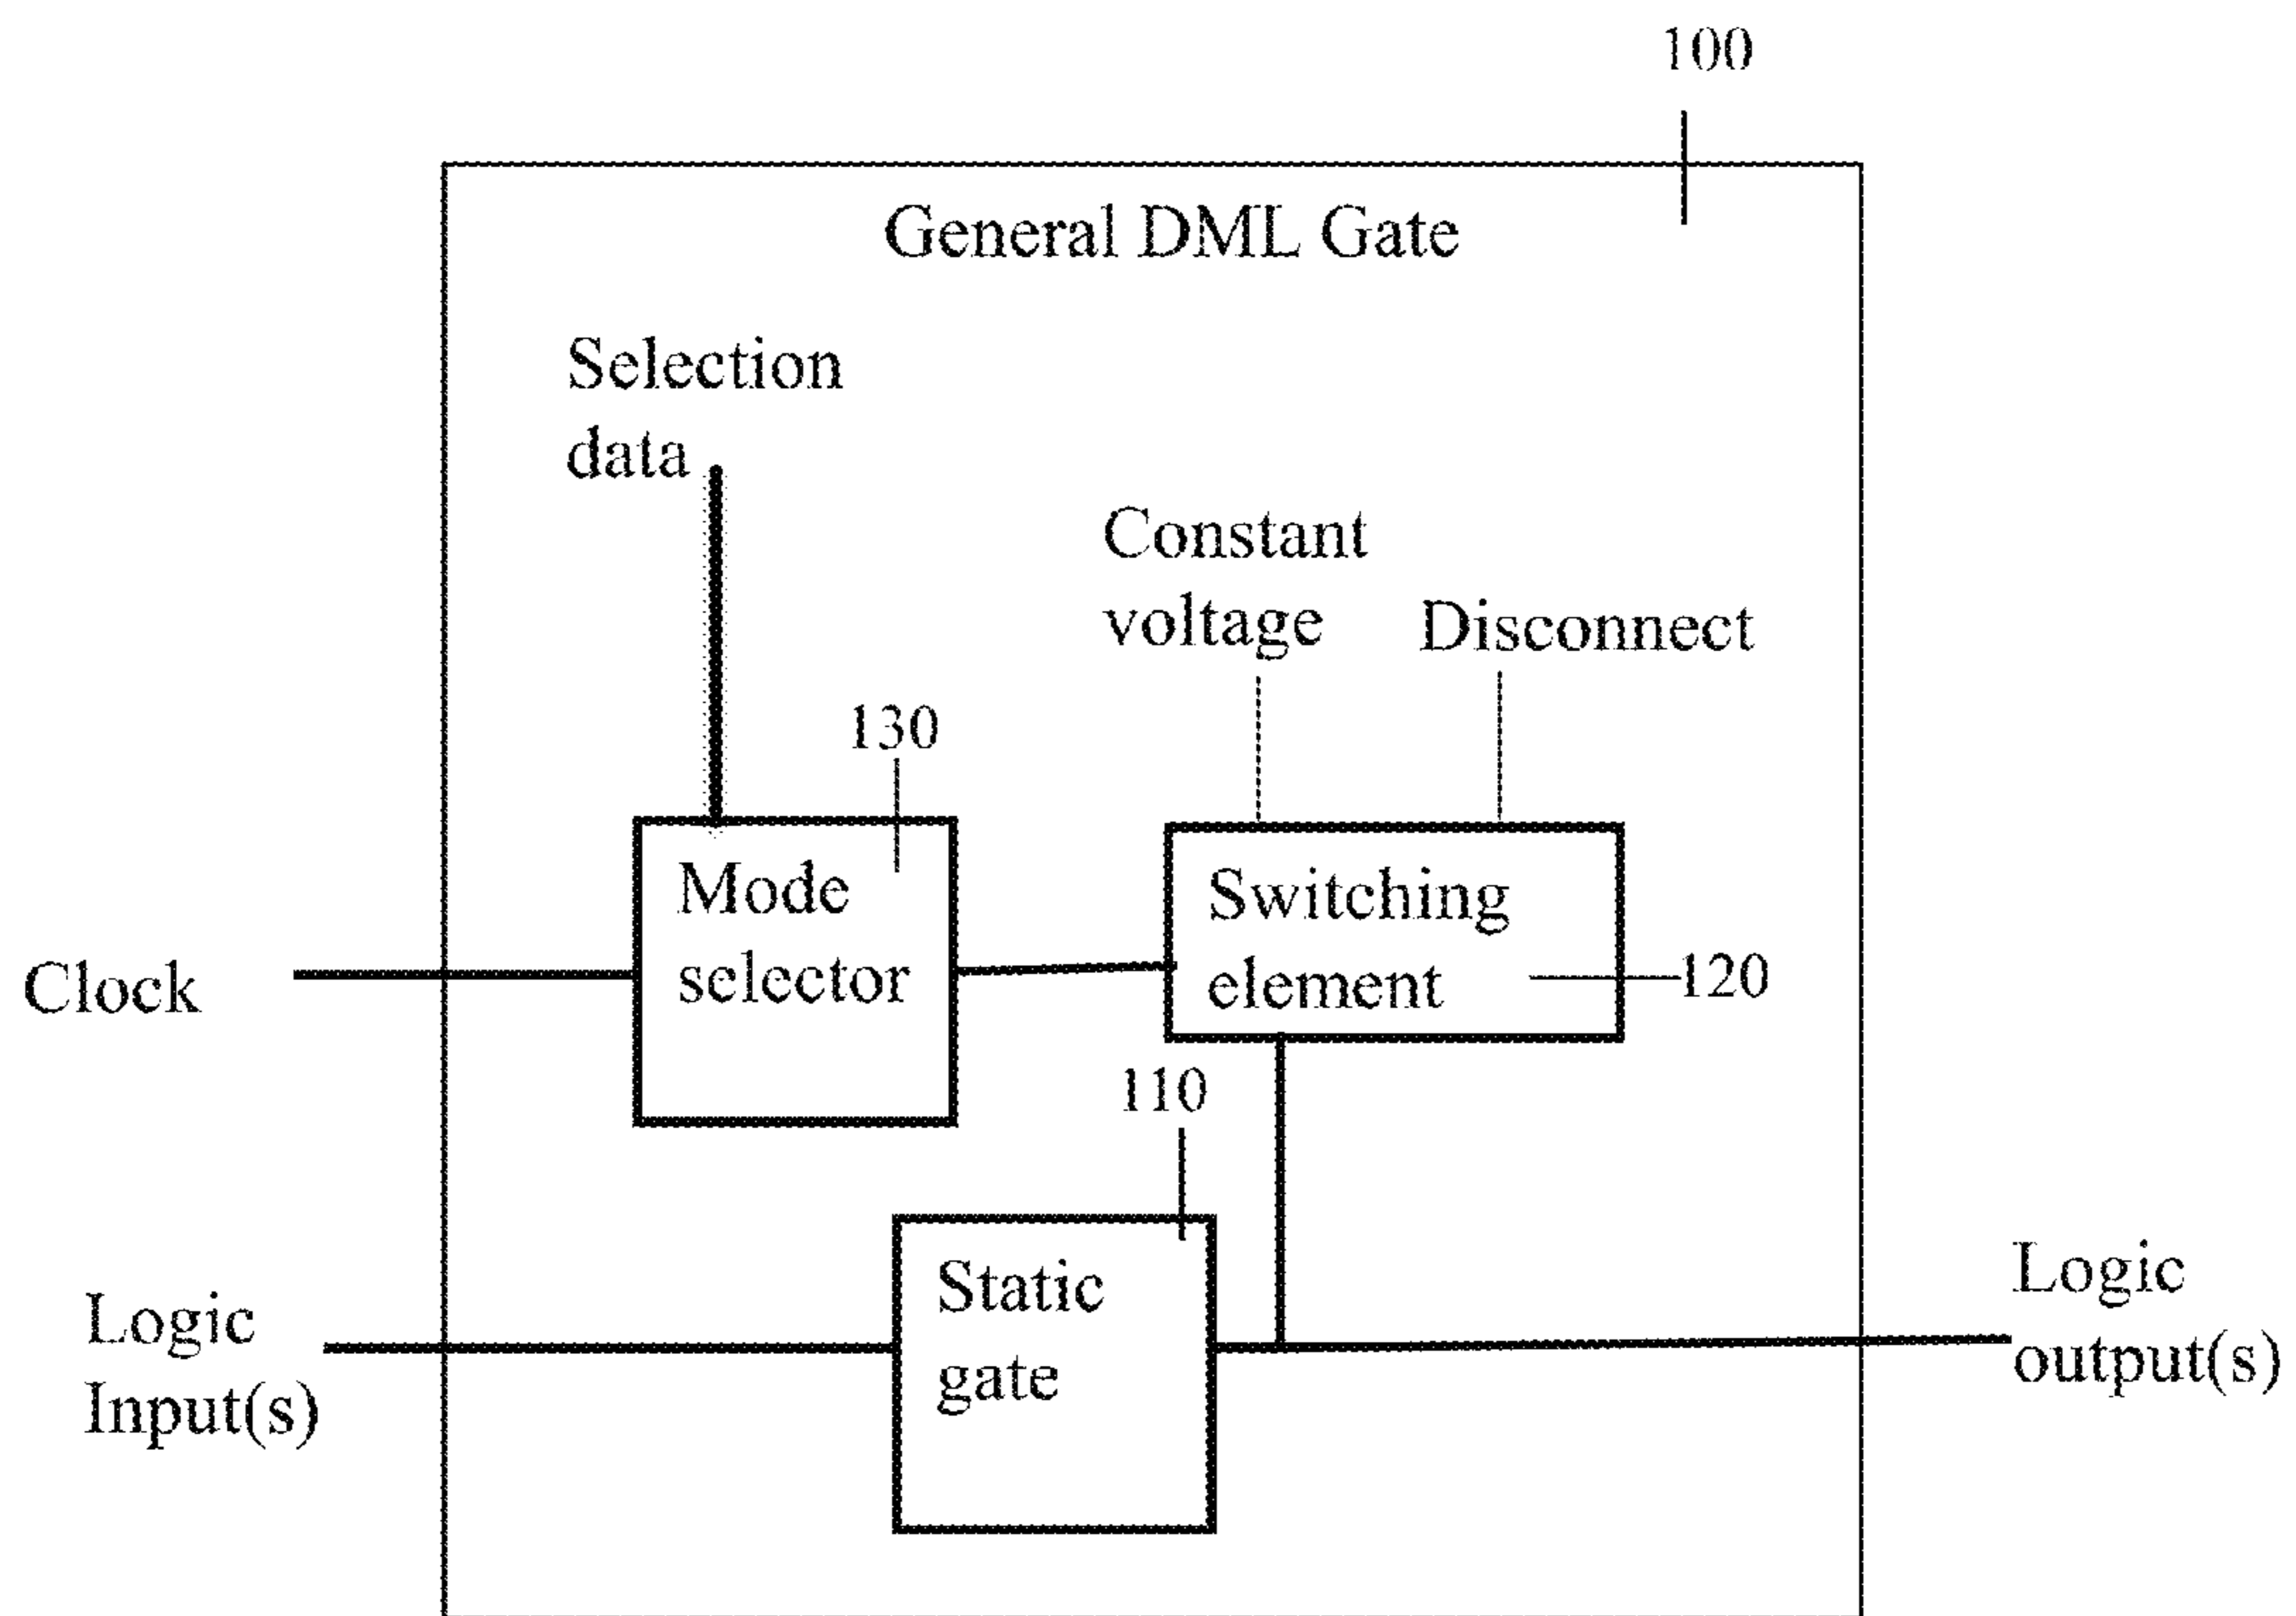 100
General DML Gate
Selection
data
Constant
voltage
Disconnect
130
Mode
selector
Switching
element
120
Clock
110
Static
gate
Logic
Input(s)
Logic
output(s)